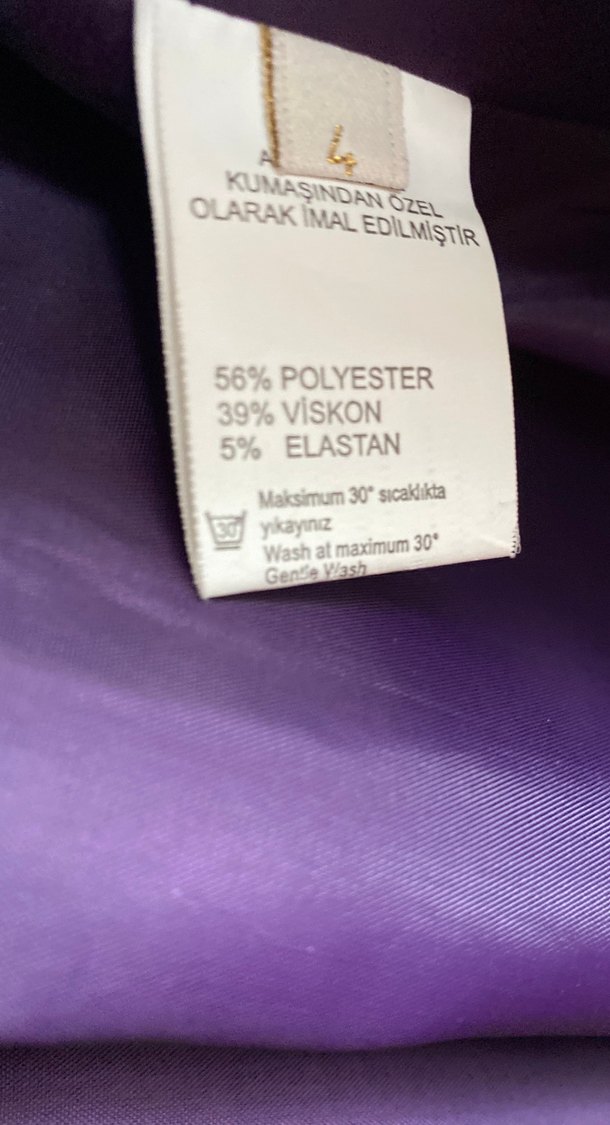 4
KUMAŞINDAN ÖZEL
OLARAK İMAL EDİLMİŞTİR
56% POLYESTER
39% VİSKON
5% ELASTAN
Maksimum 30° sıcaklıkta
30°
yıkayınız
Wash at maximum 30°
Gentle Wash